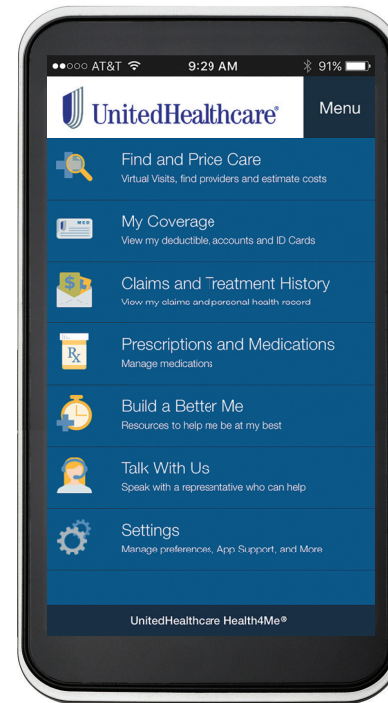 AT&T 9:29 AM 91%
UnitedHealthcare® Menu
Find and Price Care
Virtual Visits, find providers and estimate costs
My Coverage
View my deductible, accounts and ID Cards
Claims and Treatment History
View my claims and personal health record
Prescriptions and Medications
Manage medications
Build a Better Me
Resources to help me be at my best
Talk With Us
Speak with a representative who can help
Settings
Manage preferences, App Support, and More
UnitedHealthcare Health4Me®